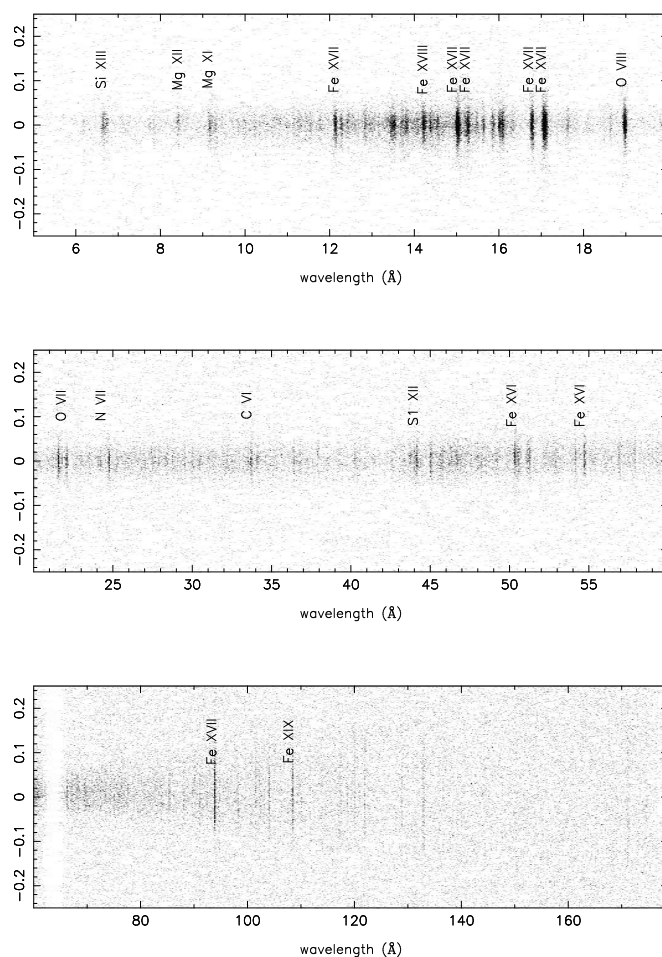 0.2
0.1
0
−0.1
−0.2
Si XIII
Mg XII
Mg XI
Fe XVII
Fe XVIII
Fe XVII
Fe XVII
Fe XVII
Fe XVII
O VIII
6 8 10 12 14 16 18
wavelength (Å)
0.2
0.1
0
−0.1
−0.2
O VII
N VII
C VI
S1 XII
Fe XVI
Fe XVI
25 30 35 40 45 50 55
wavelength (Å)
0.2
0.1
0
−0.1
−0.2
Fe XVII
Fe XIX
80 100 120 140 160
wavelength (Å)